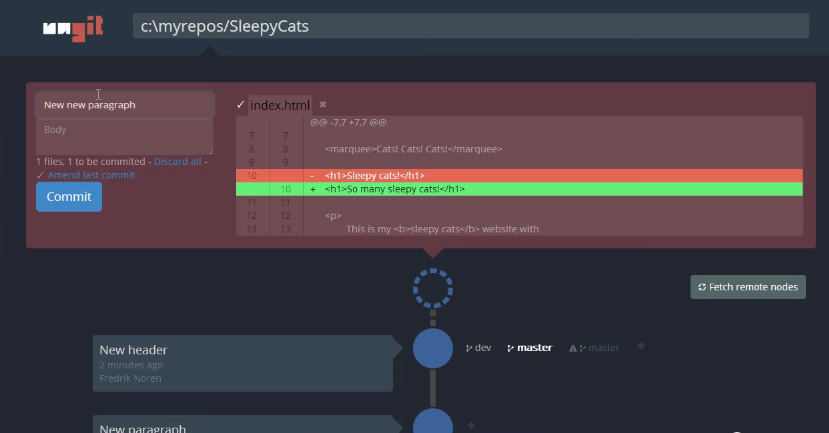 ungit
c:\myrepos/SleepyCats
New new paragraph
Body
1 files, 1 to be commited - Discard all -
✓ Amend last commit
Commit
✓ index.html ✖
@@ -7,7 +7,7 @@
7 7
8 8 <marquee>Cats! Cats! Cats!</marquee>
9 9
10 - <h1>Sleepy cats!</h1>
10 + <h1>So many sleepy cats!</h1>
11 11
12 12 <p>
13 13 This is my <b>sleepy cats</b> website with
Fetch remote nodes
New header
2 minutes ago
Fredrik Noren
dev master master
New paragraph